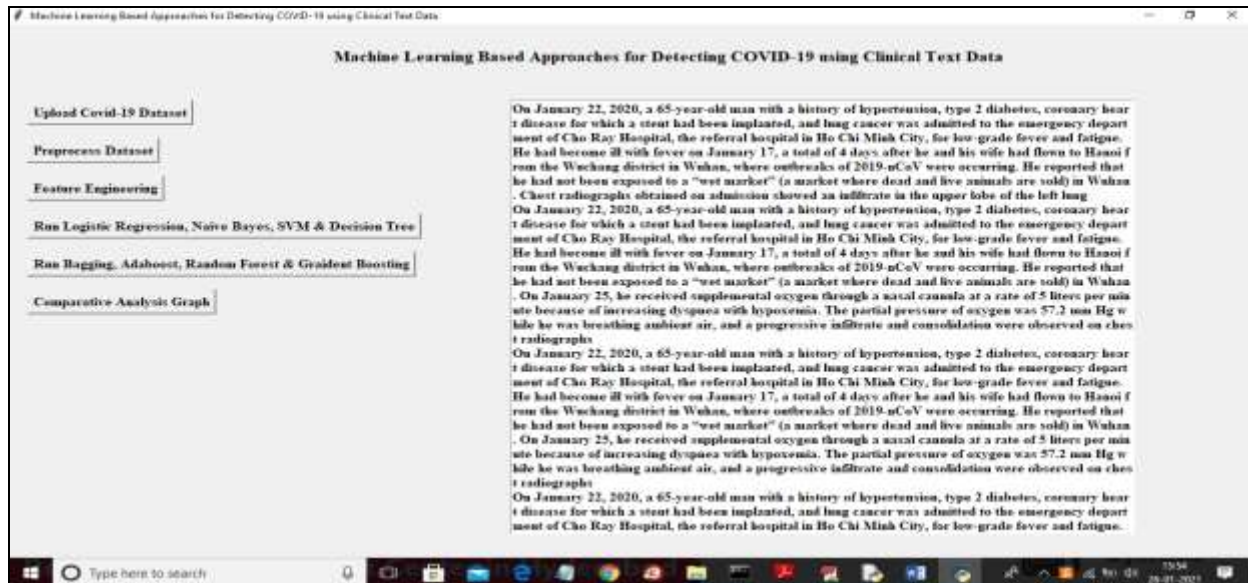 Machine Learning Based Approaches for Detecting COVID-19 using Clinical Text Data
Machine Learning Based Approaches for Detecting COVID-19 using Clinical Text Data
Upload Covid-19 Dataset
Preprocess Dataset
Feature Engineering
Run Logistic Regression, Naive Bayes, SVM & Decision Tree
Run Bagging, Adaboost, Random Forest & Graident Boosting
Comparative Analysis Graph
On January 22, 2020, a 65-year-old man with a history of hypertension, type 2 diabetes, coronary hear
t disease for which a stent had been implanted, and lung cancer was admitted to the emergency depart
ment of Cho Ray Hospital, the referral hospital in Ho Chi Minh City, for low-grade fever and fatigue.
He had become ill with fever on January 17, a total of 4 days after he and his wife had flown to Hanoi f
rom the Wuchang district in Wuhan, where outbreaks of 2019-nCoV were occurring. He reported that
he had not been exposed to a “wet market” (a market where dead and live animals are sold) in Wuhan
. Chest radiographs obtained on admission showed an infiltrate in the upper lobe of the left lung
On January 22, 2020, a 65-year-old man with a history of hypertension, type 2 diabetes, coronary hear
t disease for which a stent had been implanted, and lung cancer was admitted to the emergency depart
ment of Cho Ray Hospital, the referral hospital in Ho Chi Minh City, for low-grade fever and fatigue.
He had become ill with fever on January 17, a total of 4 days after he and his wife had flown to Hanoi f
rom the Wuchang district in Wuhan, where outbreaks of 2019-nCoV were occurring. He reported that
he had not been exposed to a “wet market” (a market where dead and live animals are sold) in Wuhan
. On January 25, he received supplemental oxygen through a nasal cannula at a rate of 5 liters per min
ute because of increasing dyspnea with hypoxemia. The partial pressure of oxygen was 57.2 mm Hg w
hile he was breathing ambient air, and a progressive infiltrate and consolidation were observed on ches
t radiographs
On January 22, 2020, a 65-year-old man with a history of hypertension, type 2 diabetes, coronary hear
t disease for which a stent had been implanted, and lung cancer was admitted to the emergency depart
ment of Cho Ray Hospital, the referral hospital in Ho Chi Minh City, for low-grade fever and fatigue.
He had become ill with fever on January 17, a total of 4 days after he and his wife had flown to Hanoi f
rom the Wuchang district in Wuhan, where outbreaks of 2019-nCoV were occurring. He reported that
he had not been exposed to a “wet market” (a market where dead and live animals are sold) in Wuhan
. On January 25, he received supplemental oxygen through a nasal cannula at a rate of 5 liters per min
ute because of increasing dyspnea with hypoxemia. The partial pressure of oxygen was 57.2 mm Hg w
hile he was breathing ambient air, and a progressive infiltrate and consolidation were observed on ches
t radiographs
On January 22, 2020, a 65-year-old man with a history of hypertension, type 2 diabetes, coronary hear
t disease for which a stent had been implanted, and lung cancer was admitted to the emergency depart
ment of Cho Ray Hospital, the referral hospital in Ho Chi Minh City, for low-grade fever and fatigue.
Type here to search